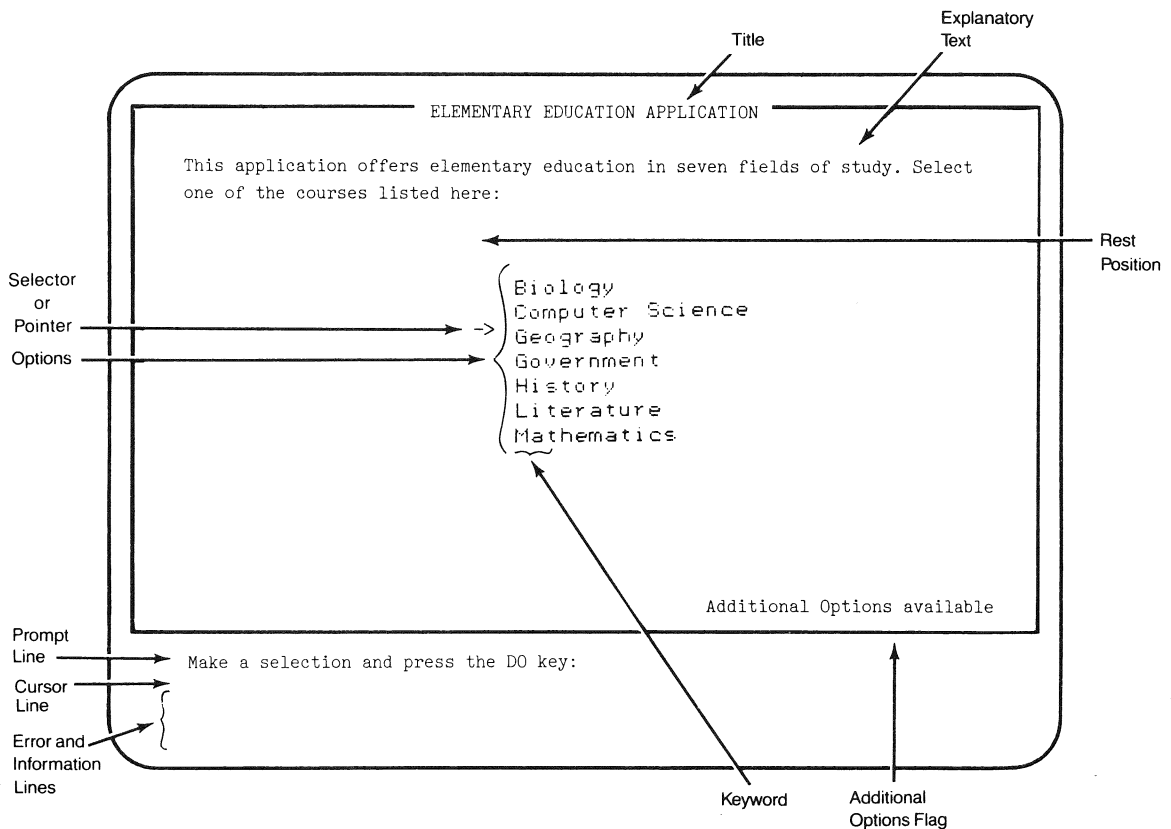 Explanatory
Text
Title
ELEMENTARY EDUCATION APPLICATION
This application offers elementary education in seven fields of study. Select
one of the courses listed here:
Rest
Position
Selector
or
Pointer
Options
->
Biology
Computer Science
Geography
Government
History
Literature
Mathematics
Additional Options available
Prompt
Line
Make a selection and press the DO key:
Cursor
Line
Error and
Information
Lines
Keyword
Additional
Options Flag